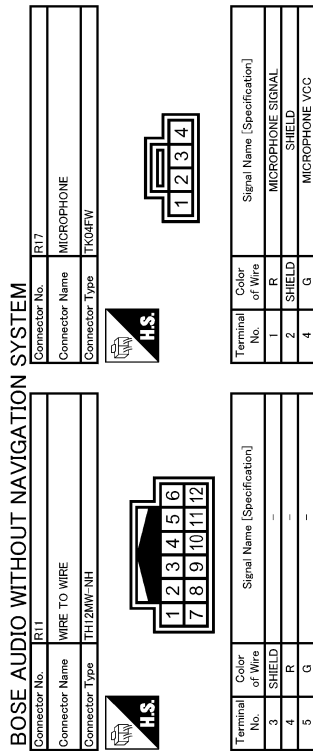 BOSE AUDIO WITHOUT NAVIGATION SYSTEM
Connector No. R11
Connector Name WIRE TO WIRE
Connector Type TH12MW-NH
H.S.
1 2 3 4 5 6
7 8 9 10 11 12
Terminal No. Color of Wire Signal Name [Specification]
3 SHIELD -
4 R -
5 G -
Connector No. R17
Connector Name MICROPHONE
Connector Type TK04FW
H.S.
1 2 3 4
Terminal No. Color of Wire Signal Name [Specification]
1 R MICROPHONE SIGNAL
2 SHIELD SHIELD
4 G MICROPHONE VCC